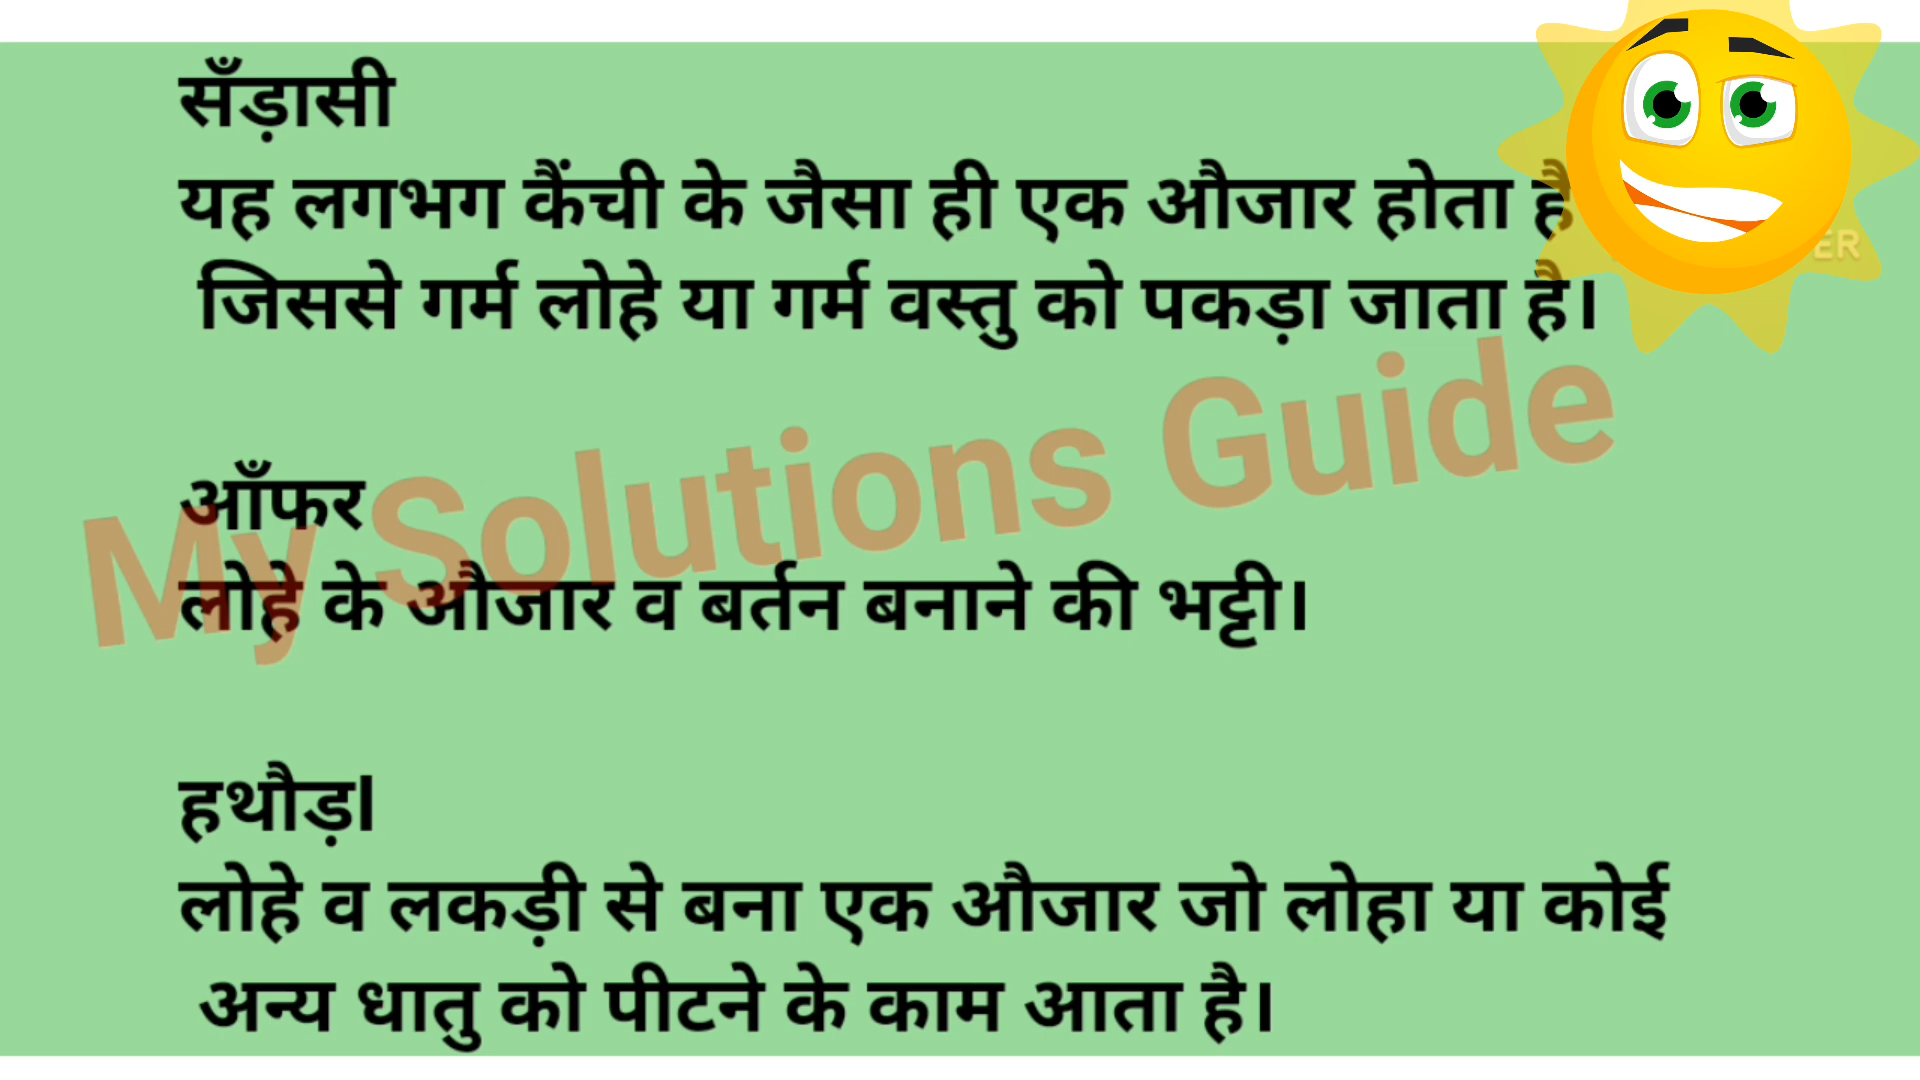 सँड़ासी
यह लगभग कैंची के जैसा ही एक औजार होता है
जिससे गर्म लोहे या गर्म वस्तु को पकड़ा जाता है।
My Solutions Guide
आँफर
लोहे के औजार व बर्तन बनाने की भट्टी।
हथौड़ा
लोहे व लकड़ी से बना एक औजार जो लोहा या कोई
अन्य धातु को पीटने के काम आता है।